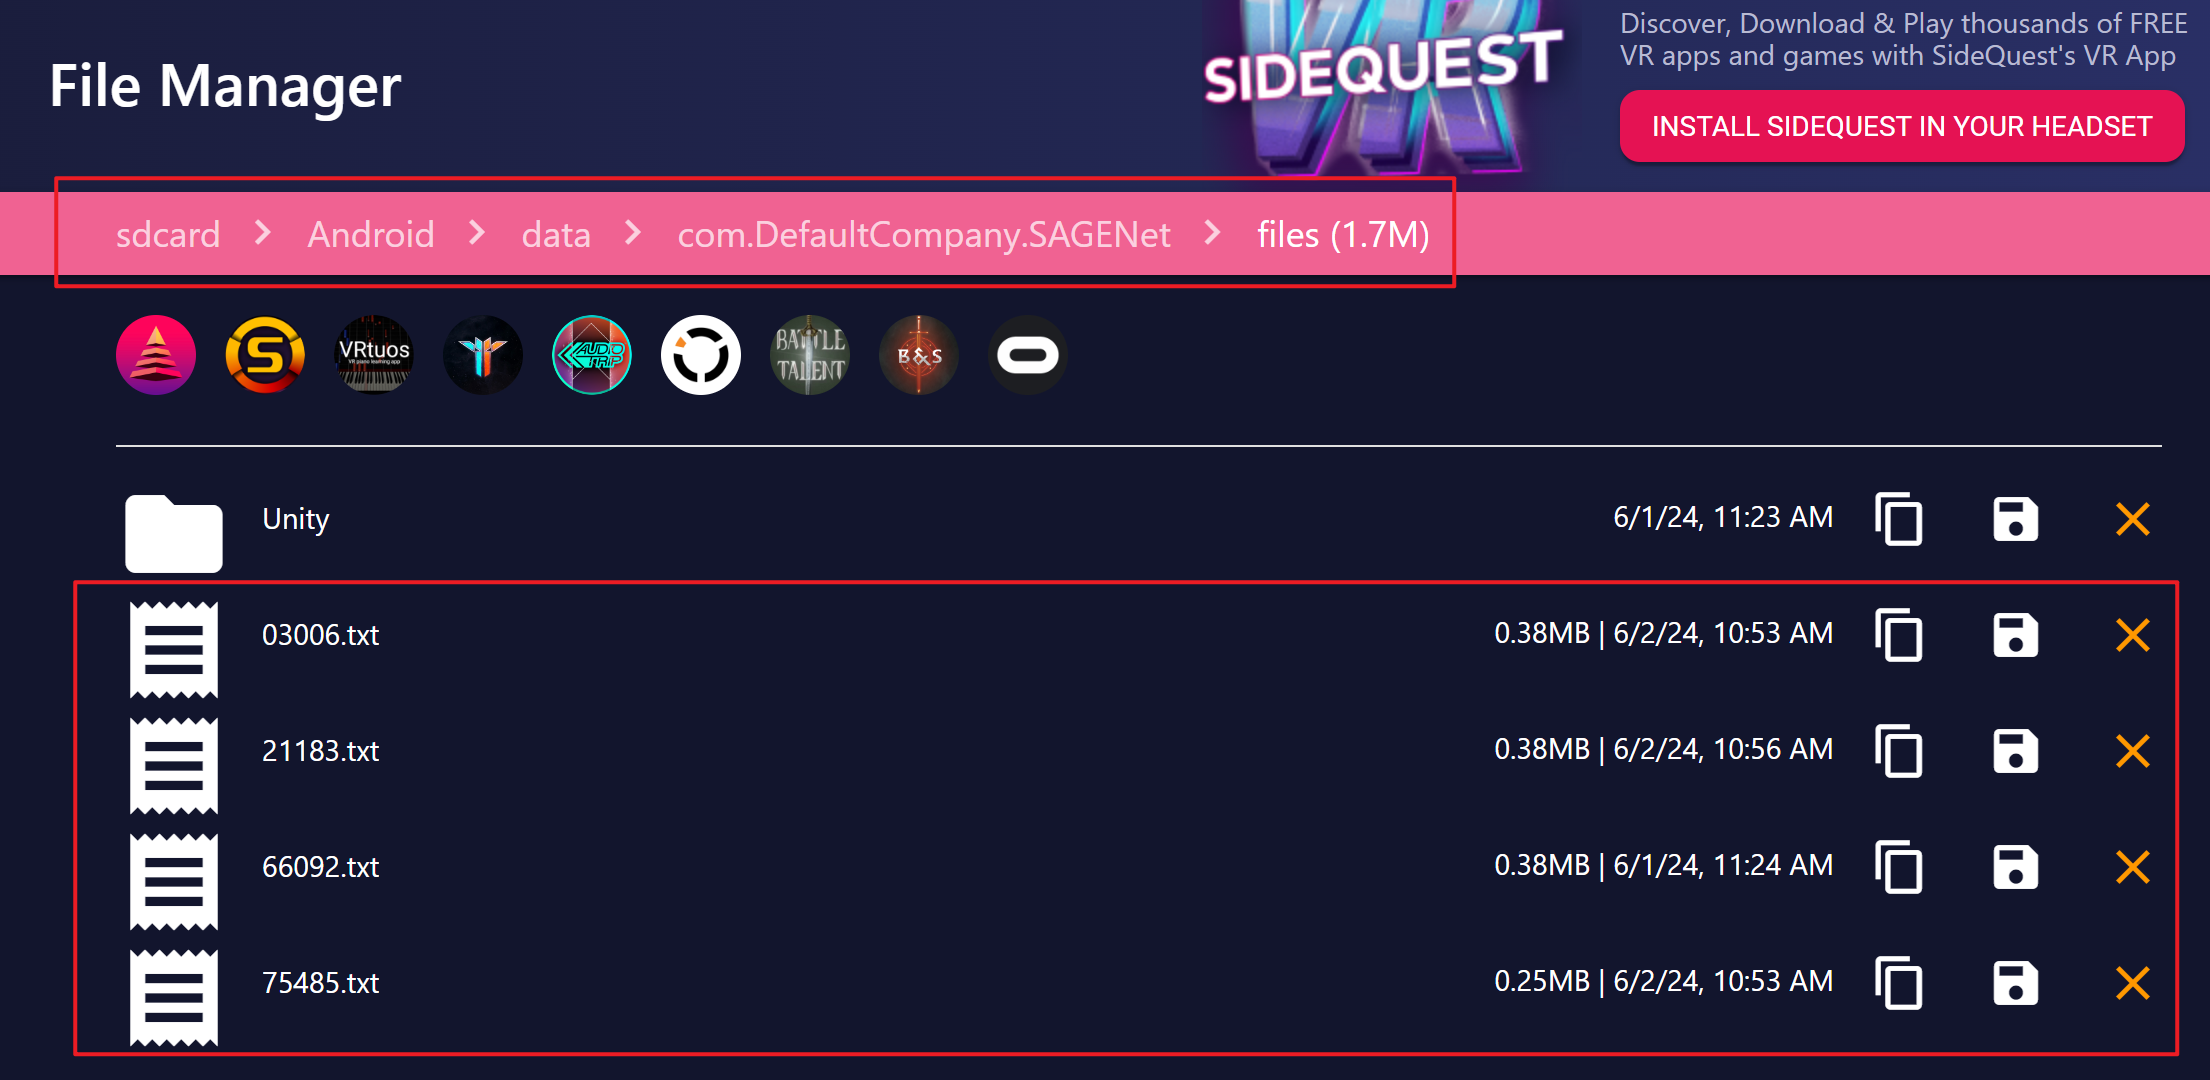 File Manager
VR
SIDEQUEST
Discover, Download & Play thousands of FREE
VR apps and games with SideQuest's VR App
INSTALL SIDEQUEST IN YOUR HEADSET
sdcard > Android > data > com.DefaultCompany.SAGENet > files (1.7M)
S
VRtuos
VR piano learning app
AUDIO
TRIP
BATTLE
TALENT
B&S
Unity 6/1/24, 11:23 AM
03006.txt 0.38MB | 6/2/24, 10:53 AM
21183.txt 0.38MB | 6/2/24, 10:56 AM
66092.txt 0.38MB | 6/1/24, 11:24 AM
75485.txt 0.25MB | 6/2/24, 10:53 AM